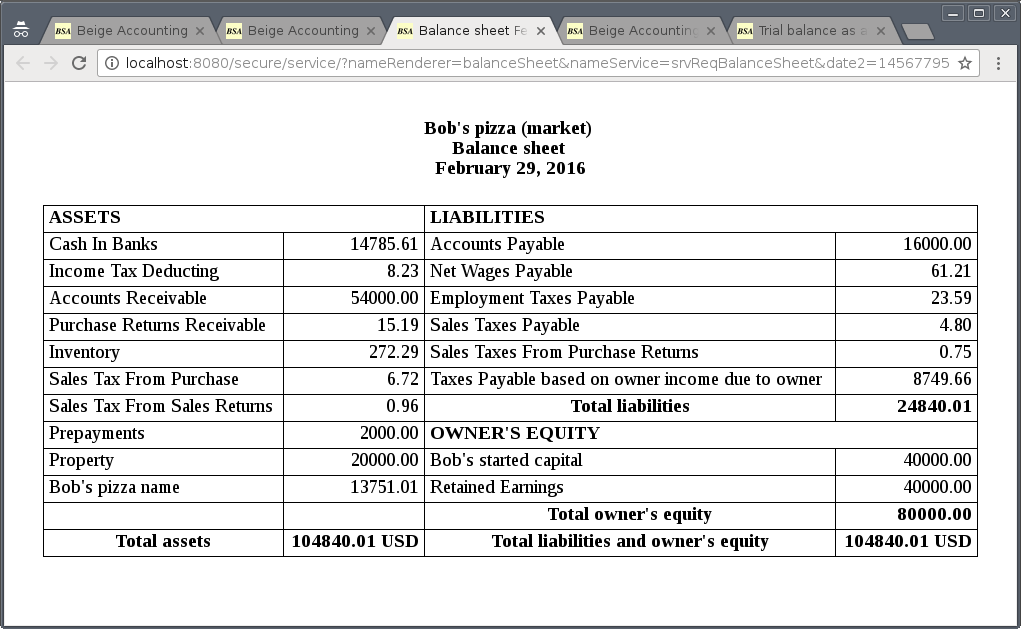 BSA Beige Accounting × BSA Beige Accounting × BSA Balance sheet Fe × BSA Beige Accounting × BSA Trial balance as a ×
localhost:8080/secure/service/?nameRenderer=balanceSheet&nameService=srvReqBalanceSheet&date2=14567795
Bob's pizza (market)
Balance sheet
February 29, 2016
ASSETS LIABILITIES
Cash In Banks 14785.61 Accounts Payable 16000.00
Income Tax Deducting 8.23 Net Wages Payable 61.21
Accounts Receivable 54000.00 Employment Taxes Payable 23.59
Purchase Returns Receivable 15.19 Sales Taxes Payable 4.80
Inventory 272.29 Sales Taxes From Purchase Returns 0.75
Sales Tax From Purchase 6.72 Taxes Payable based on owner income due to owner 8749.66
Sales Tax From Sales Returns 0.96 Total liabilities 24840.01
Prepayments 2000.00 OWNER'S EQUITY
Property 20000.00 Bob's started capital 40000.00
Bob's pizza name 13751.01 Retained Earnings 40000.00
Total owner's equity 80000.00
Total assets 104840.01 USD Total liabilities and owner's equity 104840.01 USD